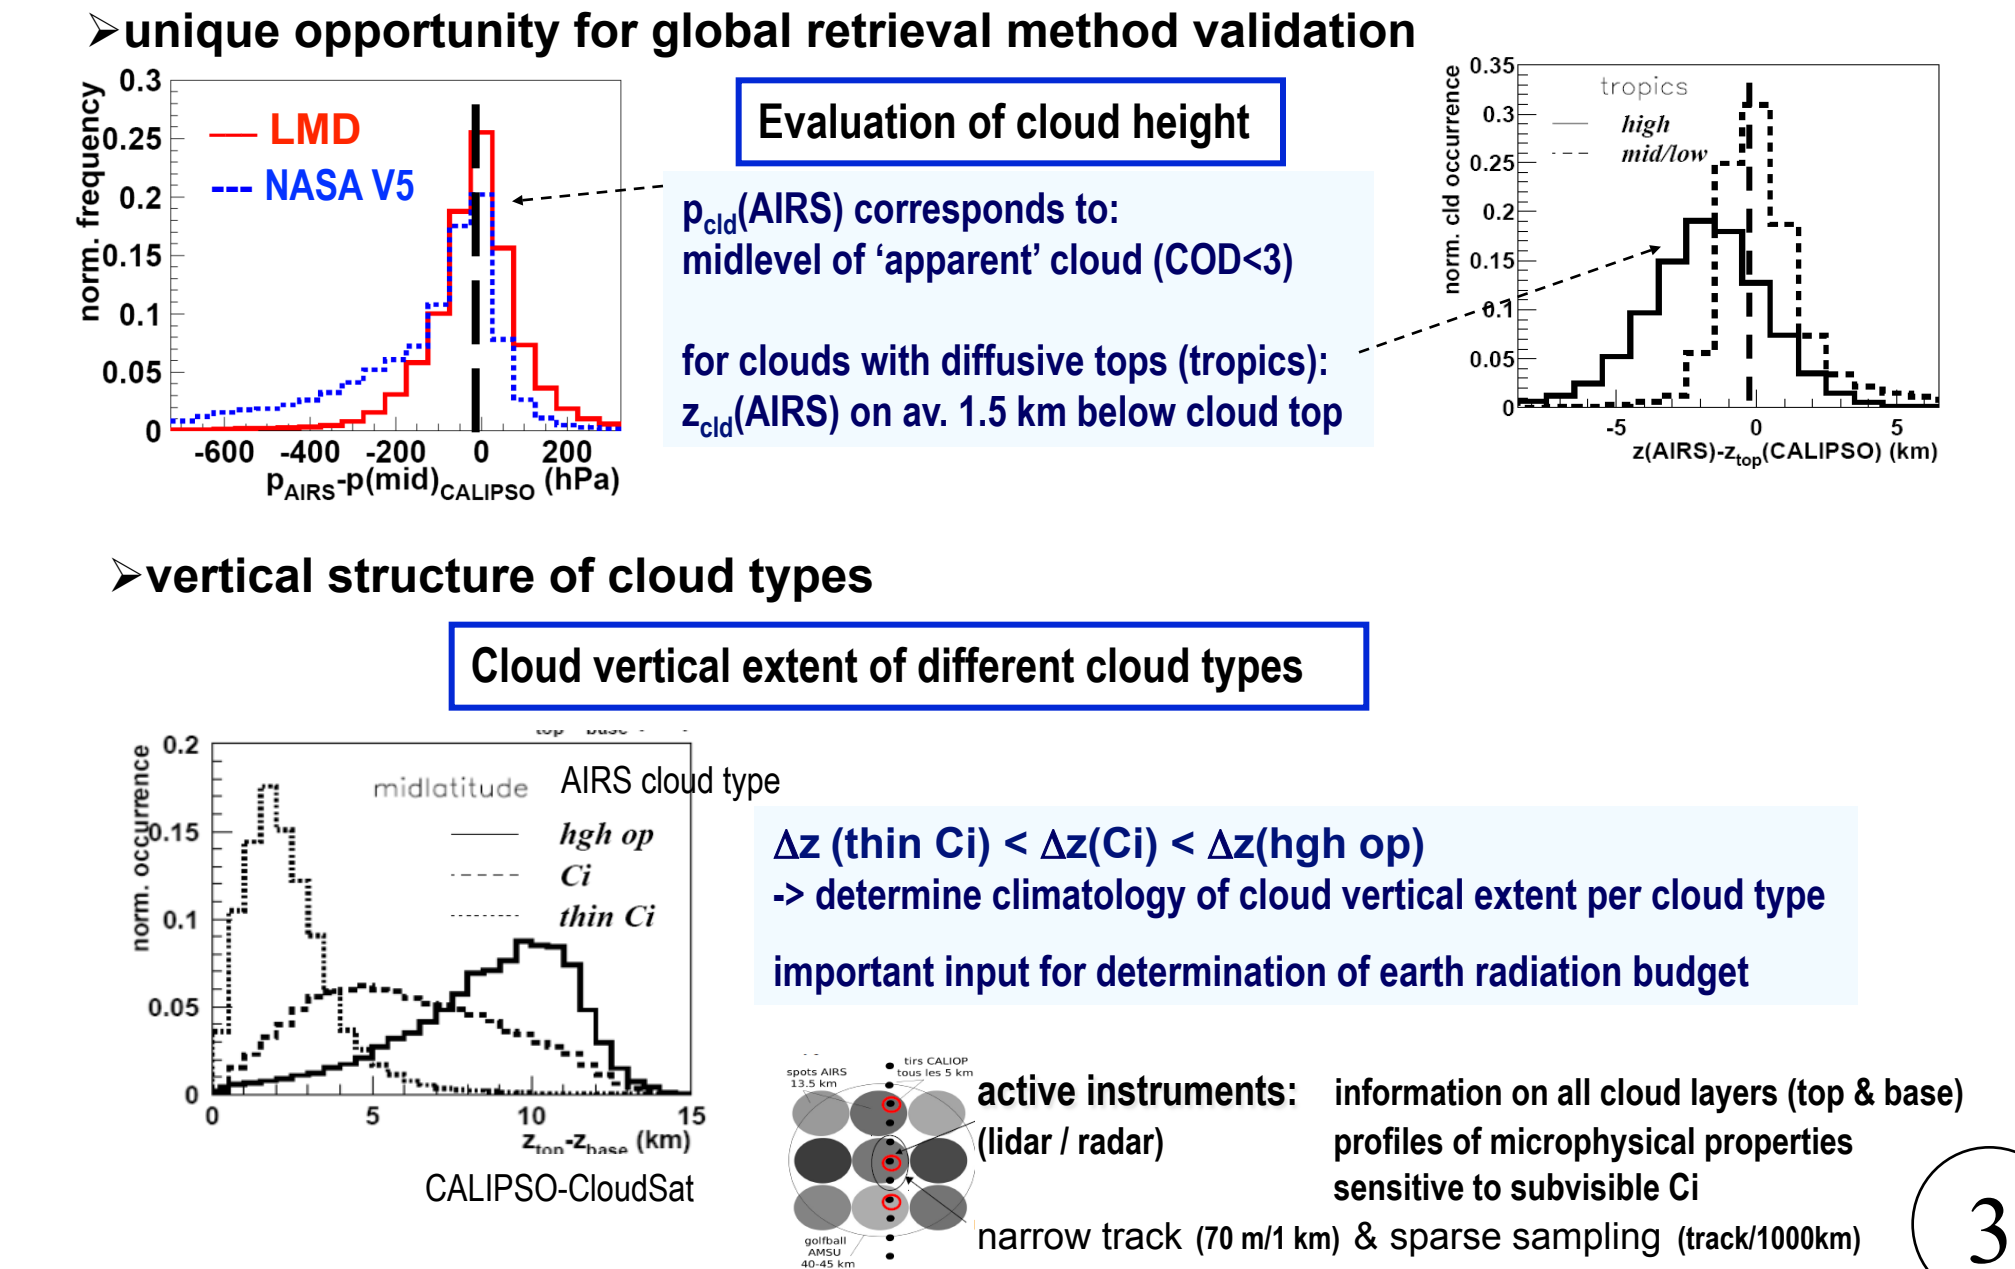 ➢unique opportunity for global retrieval method validation
norm. frequency
0.3
0.25
0.2
0.15
0.1
0.05
0
LMD
--- NASA V5
-600 -400 -200 0 200
pAIRS-p(mid)CALIPSO (hPa)
Evaluation of cloud height
pcld(AIRS) corresponds to:
midlevel of ‘apparent’ cloud (COD<3)
for clouds with diffusive tops (tropics):
zcld(AIRS) on av. 1.5 km below cloud top
norm. cld occurrence
0.35
0.3
0.25
0.2
0.15
0.1
0.05
0
tropics
high
mid/low
-5 0 5
z(AIRS)-ztop(CALIPSO) (km)
➢vertical structure of cloud types
Cloud vertical extent of different cloud types
norm. occurrence
0.2
0.15
0.1
0.05
0
midlatitude
AIRS cloud type
hgh op
Ci
thin Ci
0 5 10 15
ztop-zbase (km)
CALIPSO-CloudSat
Δz (thin Ci) < Δz(Ci) < Δz(hgh op)
-> determine climatology of cloud vertical extent per cloud type
important input for determination of earth radiation budget
spots AIRS
13.5 km
tirs CALIOP
tous les 5 km
golfball
AMSU
40-45 km
active instruments: information on all cloud layers (top & base)
(lidar / radar) profiles of microphysical properties
sensitive to subvisible Ci
narrow track (70 m/1 km) & sparse sampling (track/1000km)
3